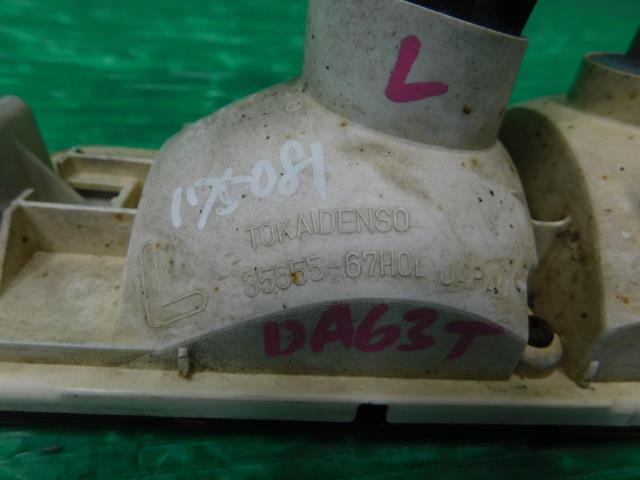 L
175081
TOKAIDENSO
35655-67H0L JAPAN
L
DA63T